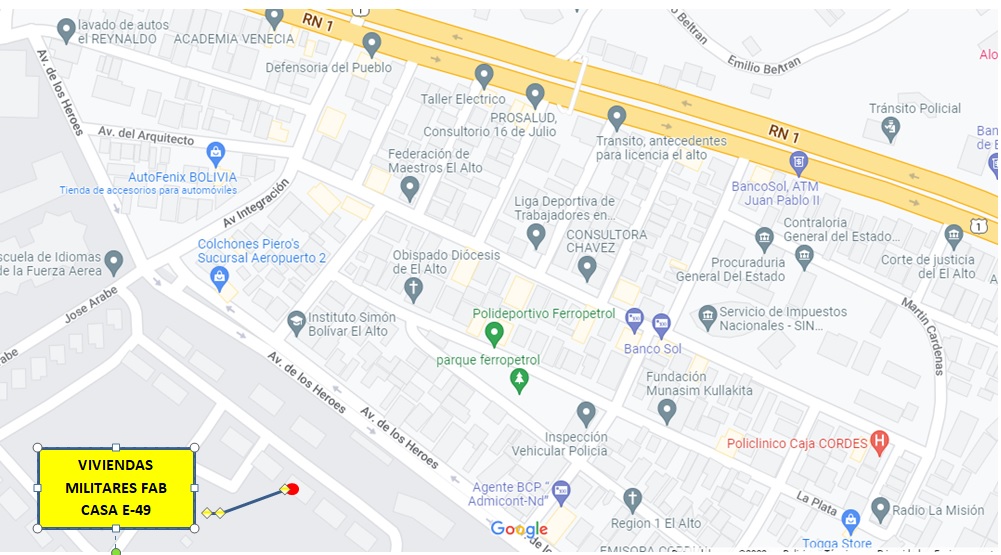 lavado de autos
el REYNALDO
ACADEMIA VENECIA
RN 1
1
Defensoria del Pueblo
Beltran
Emilio Beltran
Av. de los Heroes
Taller Electrico
PROSALUD,
Consultorio 16 de Julio
Tránsito Policial
RN 1
Av. del Arquitecto
Transito, antecedentes
para licencia el alto
Federación de
Maestros El Alto
AutoFenix BOLIVIA
Tienda de accesorios para automóviles
BancoSol, ATM
Juan Pablo II
Av Integración
Liga Deportiva de
Trabajadores en...
Contraloría
General del Estado...
1
CONSULTORA
CHAVEZ
Colchones Piero's
Sucursal Aeropuerto 2
Obispado Diócesis
de El Alto
Procuraduria
General Del Estado
Corte de justicia
del El Alto
scuela de Idiomas
de la Fuerza Aerea
Jose Arabe
Instituto Simón
Bolívar El Alto
Polideportivo Ferropetrol
Servicio de Impuestos
Nacionales - SIN...
Martin Cardenas
Banco Sol
parque ferropetrol
Av. de los Heroes
Fundación
Munasim Kullakita
Av. de los Heroes
Inspección
Vehicular Policia
Policlinico Caja CORDES
VIVIENDAS
MILITARES FAB
CASA E-49
Agente BCP "
Admicont-Nd"
La Plata
Region 1 El Alto
Radio La Misión
Google
Togga Store